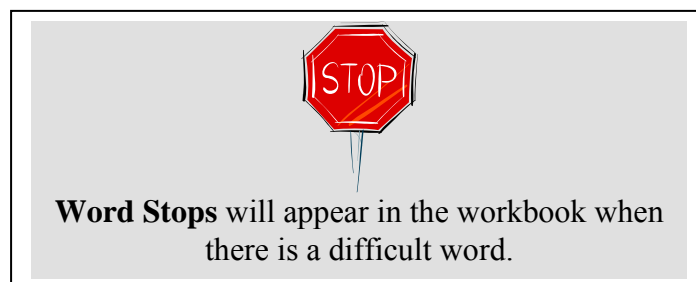 STOP
Word Stops will appear in the workbook when
there is a difficult word.